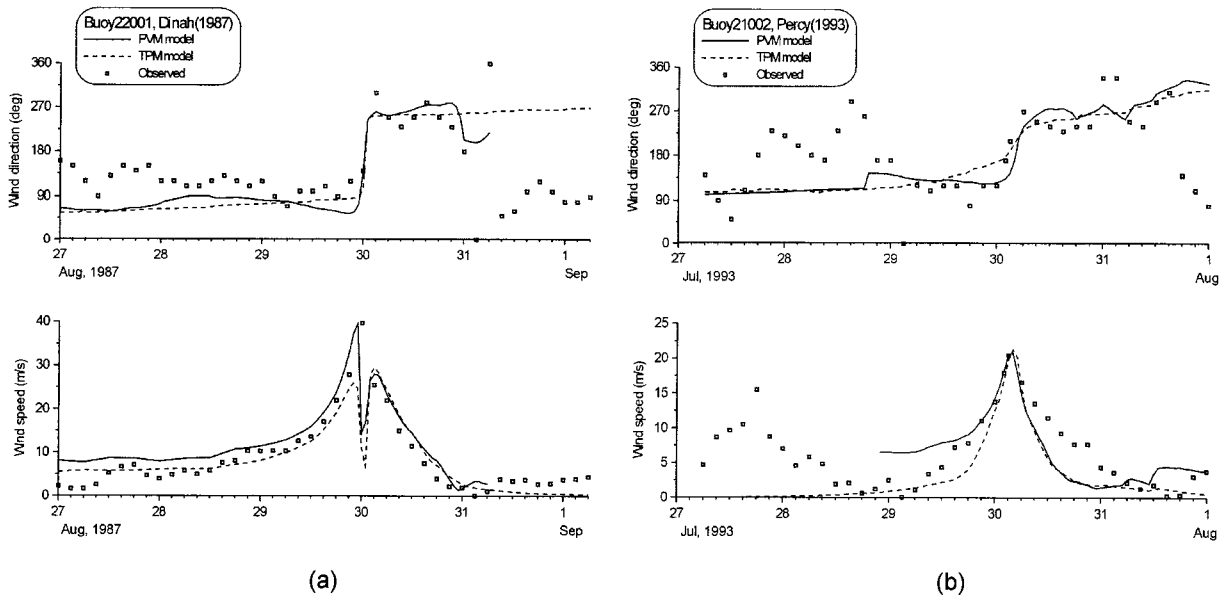 Buoy22001, Dinah(1987)
PVM model
TPM model
Observed
360
270
180
90
0
Wind direction (deg)
27 28 29 30 31 1
Aug, 1987 Sep
40
30
20
10
0
Wind speed (m/s)
27 28 29 30 31 1
Aug, 1987 Sep
(a)
Buoy21002, Percy(1993)
PVM model
TPM model
Observed
360
270
180
90
0
Wind direction (deg)
27 28 29 30 31 1
Jul, 1993 Aug
25
20
15
10
5
0
Wind speed (m/s)
27 28 29 30 31 1
Jul, 1993 Aug
(b)